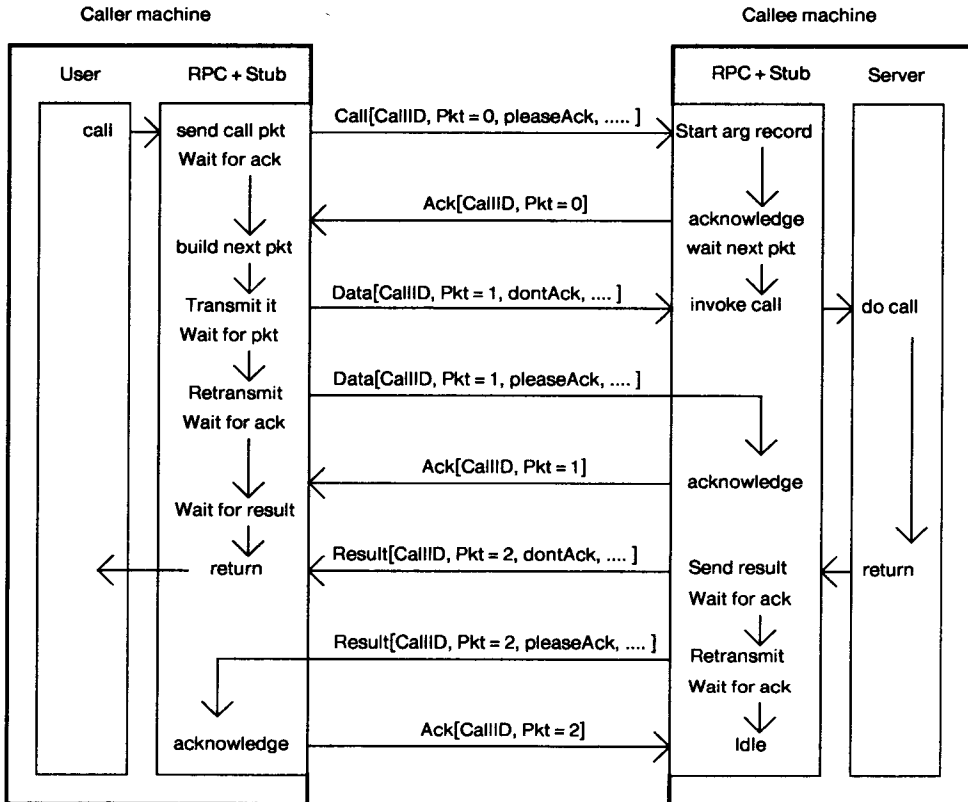 Caller machine
Callee machine
User
RPC + Stub
RPC + Stub
Server
call
send call pkt
Call[CallID, Pkt = 0, pleaseAck, ..... ]
Start arg record
Wait for ack
Ack[CallID, Pkt = 0]
acknowledge
build next pkt
wait next pkt
Transmit it
Data[CallID, Pkt = 1, dontAck, .... ]
invoke call
do call
Wait for pkt
Retransmit
Data[CallID, Pkt = 1, pleaseAck, .... ]
Wait for ack
Ack[CallID, Pkt = 1]
acknowledge
Wait for result
return
Result[CallID, Pkt = 2, dontAck, .... ]
Send result
return
Wait for ack
Result[CallID, Pkt = 2, pleaseAck, .... ]
Retransmit
Wait for ack
acknowledge
Ack[CallID, Pkt = 2]
Idle